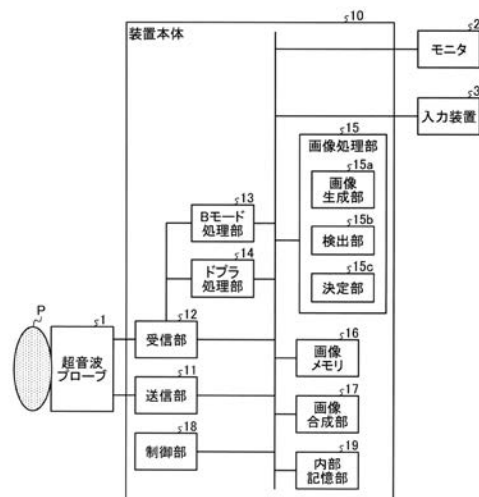 10
装置本体
2
モニタ
3
入力装置
15
画像処理部
15a
画像
生成部
15b
検出部
15c
決定部
13
Bモード
処理部
14
ドプラ
処理部
P
1
超音波
プローブ
12
受信部
11
送信部
18
制御部
16
画像
メモリ
17
画像
合成部
19
内部
記憶部